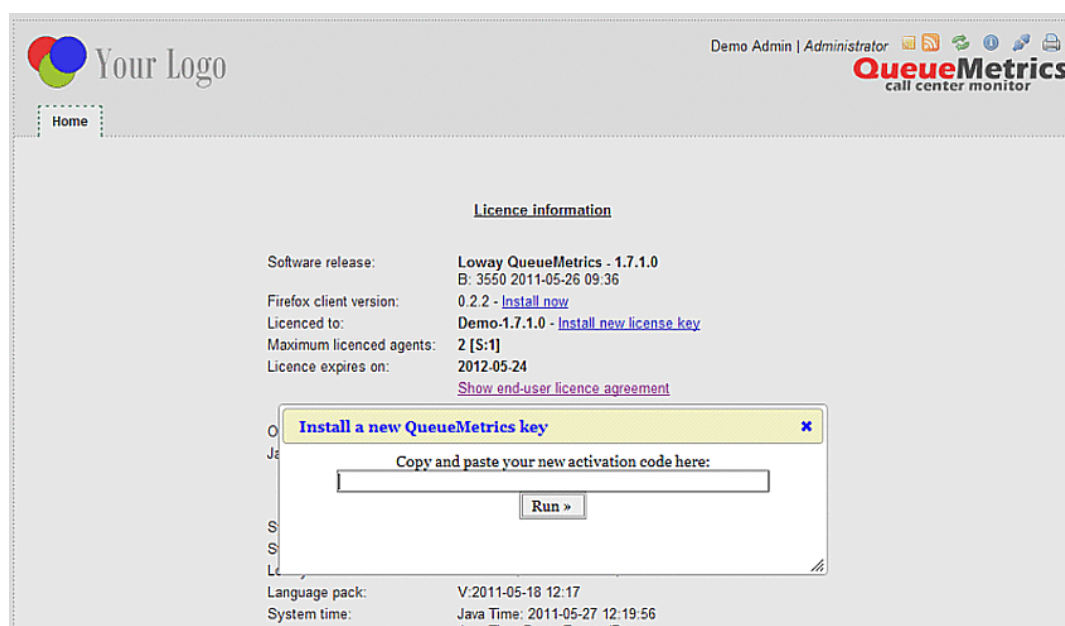 Your Logo
Demo Admin | Administrator
QueueMetrics
call center monitor
Home
Licence information
Software release: Loway QueueMetrics - 1.7.1.0
B: 3550 2011-05-26 09:36
Firefox client version: 0.2.2 - Install now
Licenced to: Demo-1.7.1.0 - Install new license key
Maximum licenced agents: 2 [S:1]
Licence expires on: 2012-05-24
Show end-user licence agreement
Install a new QueueMetrics key
Copy and paste your new activation code here:
Run »
Language pack: V:2011-05-18 12:17
System time: Java Time: 2011-05-27 12:19:56